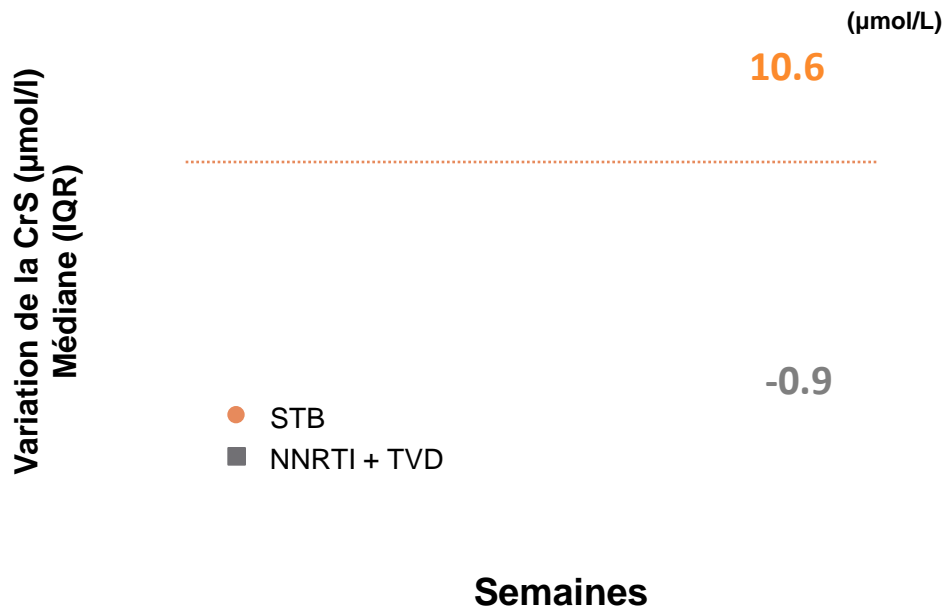 (µmol/L)
10.6
Variation de la CrS (µmol/l)
Médiane (IQR)
-0.9
STB
NNRTI + TVD
Semaines